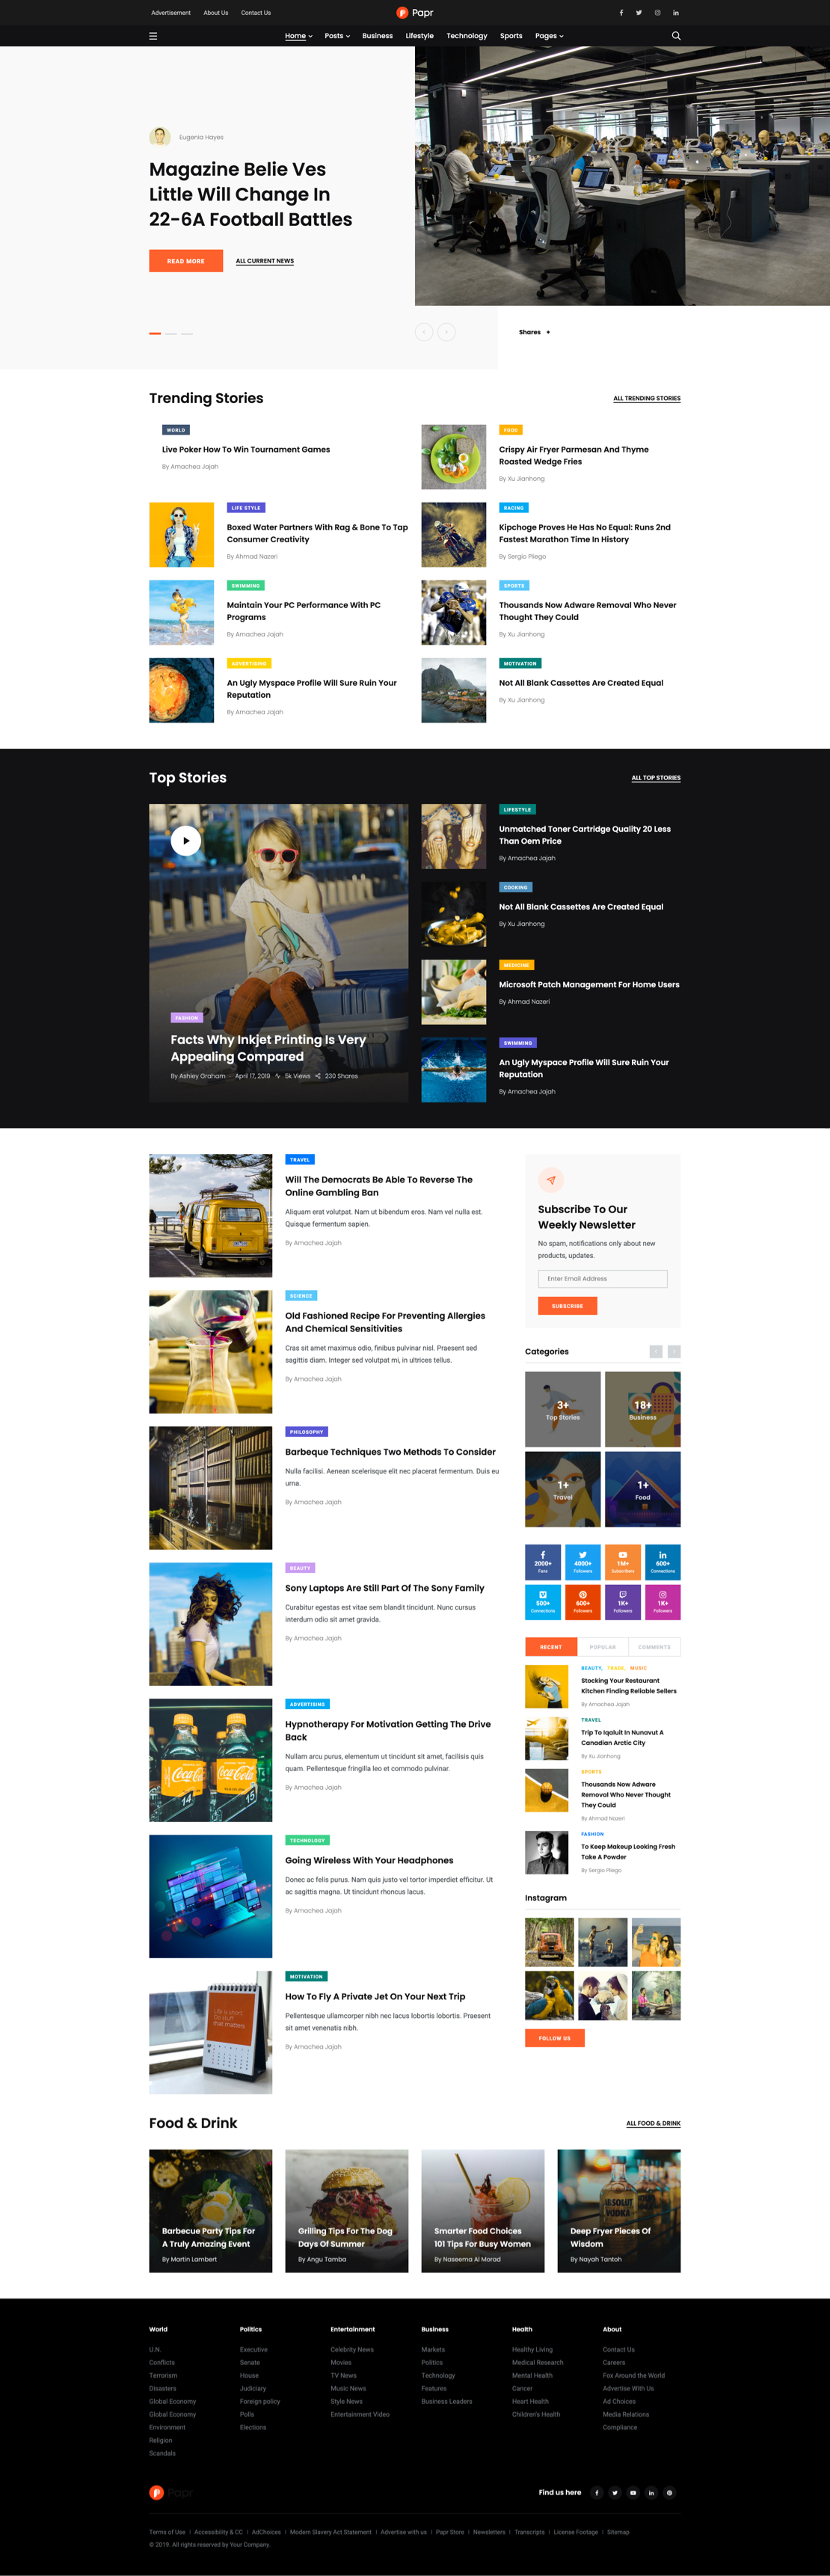 Advertisement About Us Contact Us
Papr
Home Posts Business Lifestyle Technology Sports Pages
Eugenia Hayes
Magazine Belie Ves
Little Will Change In
22-6A Football Battles
READ MORE
ALL CURRENT NEWS
Shares +
Trending Stories
ALL TRENDING STORIES
WORLD
Live Poker How To Win Tournament Games
By Amachea Jajah
FOOD
Crispy Air Fryer Parmesan And Thyme
Roasted Wedge Fries
By Xu Jianhong
LIFE STYLE
Boxed Water Partners With Rag & Bone To Tap
Consumer Creativity
By Ahmad Nazeri
RACING
Kipchoge Proves He Has No Equal: Runs 2nd
Fastest Marathon Time In History
By Sergio Pliego
SWIMMING
Maintain Your PC Performance With PC
Programs
By Amachea Jajah
SPORTS
Thousands Now Adware Removal Who Never
Thought They Could
By Xu Jianhong
ADVERTISING
An Ugly Myspace Profile Will Sure Ruin Your
Reputation
By Amachea Jajah
MOTIVATION
Not All Blank Cassettes Are Created Equal
By Xu Jianhong
Top Stories
ALL TOP STORIES
FASHION
Facts Why Inkjet Printing Is Very
Appealing Compared
By Ashley Graham April 17, 2019 5k Views 230 Shares
LIFESTYLE
Unmatched Toner Cartridge Quality 20 Less
Than Oem Price
By Amachea Jajah
COOKING
Not All Blank Cassettes Are Created Equal
By Xu Jianhong
MEDICINE
Microsoft Patch Management For Home Users
By Ahmad Nazeri
SWIMMING
An Ugly Myspace Profile Will Sure Ruin Your
Reputation
By Amachea Jajah
TRAVEL
Will The Democrats Be Able To Reverse The
Online Gambling Ban
Aliquam erat volutpat. Nam ut bibendum eros. Nam vel nulla est.
Quisque fermentum sapien.
By Amachea Jajah
SCIENCE
Old Fashioned Recipe For Preventing Allergies
And Chemical Sensitivities
Cras sit amet maximus odio, finibus pulvinar nisl. Praesent sed
sagittis diam. Integer sed volutpat mi, in ultrices tellus.
By Amachea Jajah
PHILOSOPHY
Barbeque Techniques Two Methods To Consider
Nulla facilisi. Aenean scelerisque elit nec placerat fermentum. Duis eu
urna.
By Amachea Jajah
BEAUTY
Sony Laptops Are Still Part Of The Sony Family
Curabitur egestas est vitae sem blandit tincidunt. Nunc cursus
interdum odio sit amet gravida.
By Amachea Jajah
Coca-Cola Coca-Cola
14 15
ADVERTISING
Hypnotherapy For Motivation Getting The Drive
Back
Nullam arcu purus, elementum ut tincidunt sit amet, facilisis quis
quam. Pellentesque fringilla leo et commodo pulvinar.
By Amachea Jajah
TECHNOLOGY
Going Wireless With Your Headphones
Donec ac felis purus. Nam quis justo vel tortor imperdiet efficitur. Ut
ac sagittis magna. Ut tincidunt rhoncus lacus.
By Amachea Jajah
Life is short
Do stuff
that matters
MOTIVATION
How To Fly A Private Jet On Your Next Trip
Pellentesque ullamcorper nibh nec lacus lobortis lobortis. Praesent
sit amet venenatis nibh.
By Amachea Jajah
Subscribe To Our
Weekly Newsletter
No spam, notifications only about new
products, updates.
Enter Email Address
SUBSCRIBE
Categories
3+
Top Stories
18+
Business
1+
Travel
1+
Food
2000+
Fans
4000+
Followers
1M+
Subscribers
600+
Connections
500+
Connections
600+
Followers
1K+
Followers
1K+
Followers
RECENT POPULAR COMMENTS
BEAUTY, TRAVEL, MUSIC
Stocking Your Restaurant
Kitchen Finding Reliable Sellers
By Amachea Jajah
TRAVEL
Trip To Iqaluit In Nunavut A
Canadian Arctic City
By Xu Jianhong
SPORTS
Thousands Now Adware
Removal Who Never Thought
They Could
By Ahmad Nazeri
FASHION
To Keep Makeup Looking Fresh
Take A Powder
By Sergio Pliego
Instagram
FOLLOW US
Food & Drink
ALL FOOD & DRINK
Barbecue Party Tips For
A Truly Amazing Event
By Martin Lambert
Grilling Tips For The Dog
Days Of Summer
By Angu Tamba
Smarter Food Choices
101 Tips For Busy Women
By Naseema Al Morad
ABSOLUT
VODKA
Deep Fryer Pieces Of
Wisdom
By Nayah Tantoh
World
U.N.
Conflicts
Terrorism
Disasters
Global Economy
Global Economy
Environment
Religion
Scandals
Politics
Executive
Senate
House
Judiciary
Foreign policy
Polls
Elections
Entertainment
Celebrity News
Movies
TV News
Music News
Style News
Entertainment Video
Business
Markets
Politics
Technology
Features
Business Leaders
Health
Healthy Living
Medical Research
Mental Health
Cancer
Heart Health
Children's Health
About
Contact Us
Careers
Fox Around the World
Advertise With Us
Ad Choices
Media Relations
Compliance
Papr
Find us here
Terms of Use | Accessibility & CC | AdChoices | Modern Slavery Act Statement | Advertise with us | Papr Store | Newsletters | Transcripts | License Footage | Sitemap
© 2019. All rights reserved by Your Company.